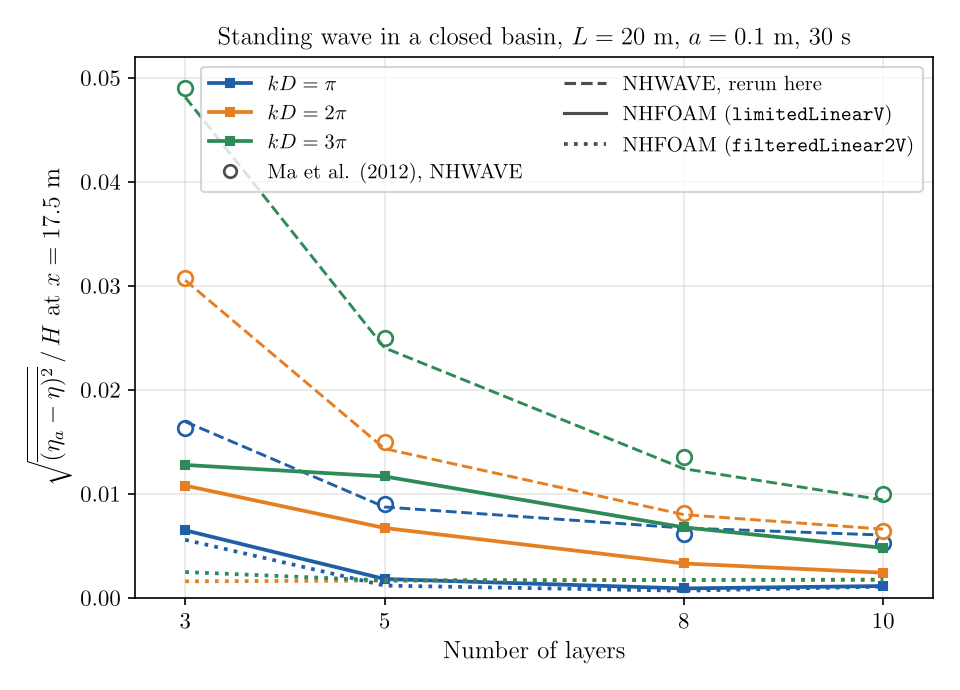 Standing wave in a closed basin, L = 20 m, a = 0.1 m, 30 s
kD = π
kD = 2π
kD = 3π
Ma et al. (2012), NHWAVE
NHWAVE, rerun here
NHFOAM (limitedLinearV)
NHFOAM (filteredLinear2V)
√(η_a − η)² / H at x = 17.5 m
0.05
0.04
0.03
0.02
0.01
0.00
3 5 8 10
Number of layers